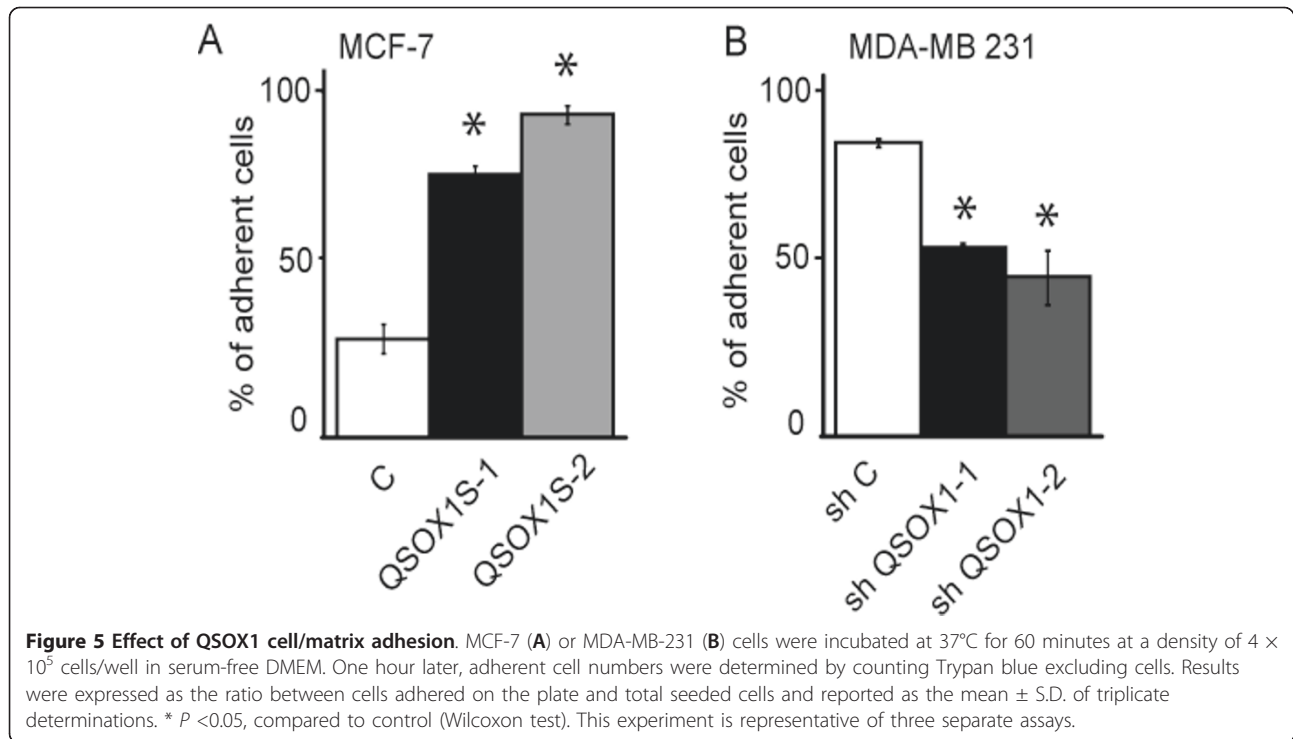 A MCF-7
B MDA-MB 231
% of adherent cells
100
50
0
* *
C
QSOX1S-1
QSOX1S-2
% of adherent cells
100
50
0
* *
sh C
sh QSOX1-1
sh QSOX1-2
Figure 5 Effect of QSOX1 cell/matrix adhesion. MCF-7 (A) or MDA-MB-231 (B) cells were incubated at 37°C for 60 minutes at a density of 4 ×
10⁵ cells/well in serum-free DMEM. One hour later, adherent cell numbers were determined by counting Trypan blue excluding cells. Results
were expressed as the ratio between cells adhered on the plate and total seeded cells and reported as the mean ± S.D. of triplicate
determinations. * P <0.05, compared to control (Wilcoxon test). This experiment is representative of three separate assays.